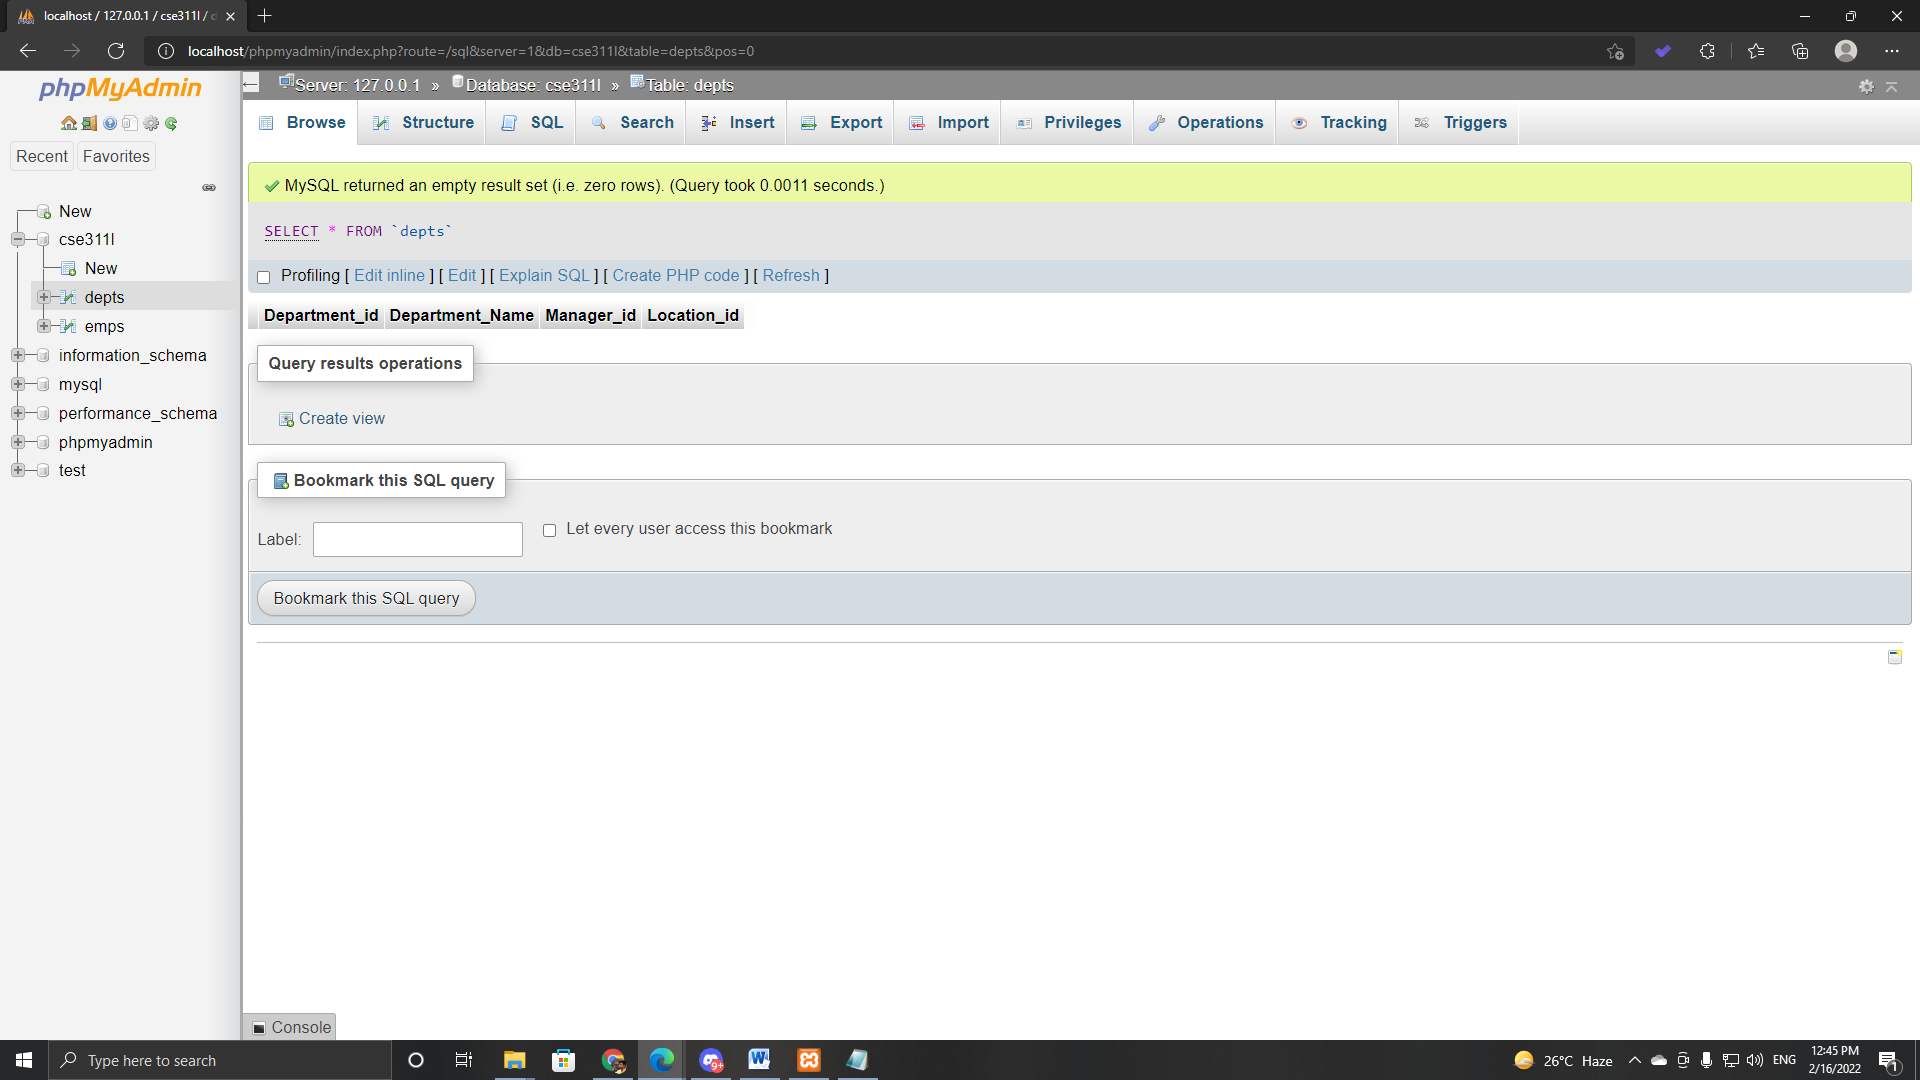 localhost / 127.0.0.1 / cse311l /
localhost/phpmyadmin/index.php?route=/sql&server=1&db=cse311l&table=depts&pos=0
phpMyAdmin
Recent Favorites
New
cse311l
New
depts
emps
information_schema
mysql
performance_schema
phpmyadmin
test
Server: 127.0.0.1 » Database: cse311l » Table: depts
Browse Structure SQL Search Insert Export Import Privileges Operations Tracking Triggers
MySQL returned an empty result set (i.e. zero rows). (Query took 0.0011 seconds.)
SELECT * FROM `depts`
Profiling [ Edit inline ] [ Edit ] [ Explain SQL ] [ Create PHP code ] [ Refresh ]
Department_id Department_Name Manager_id Location_id
Query results operations
Create view
Bookmark this SQL query
Label:
Let every user access this bookmark
Bookmark this SQL query
Console
Type here to search
9+
26°C Haze
ENG
12:45 PM
2/16/2022
1